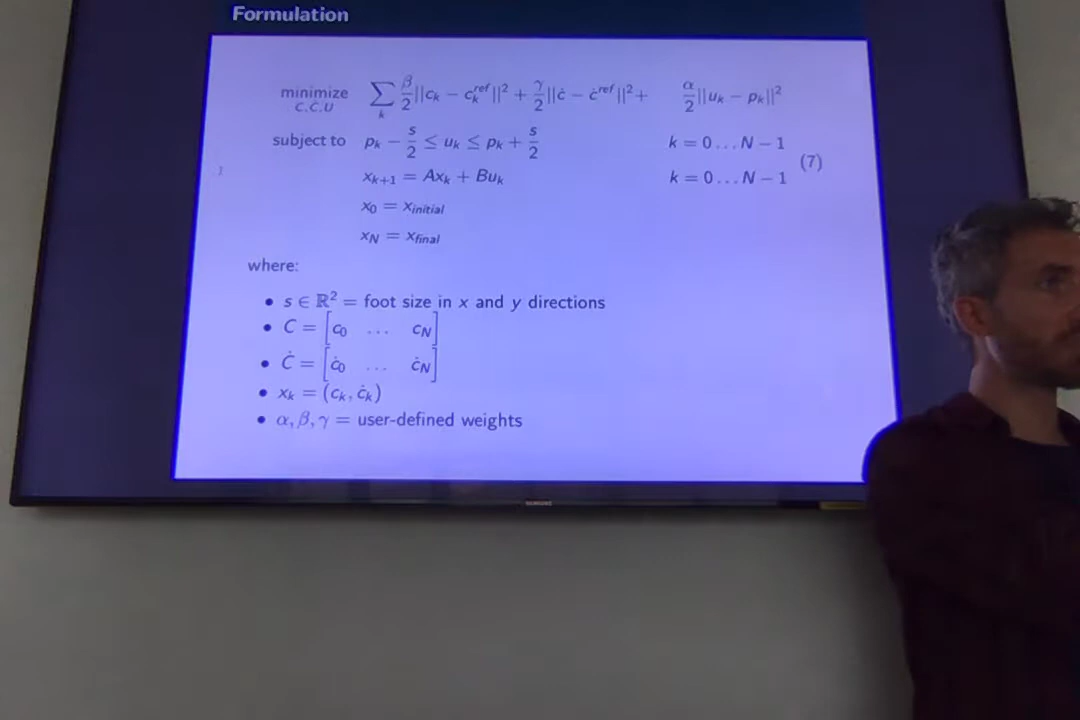 Formulation
minimize C,Ċ,U ∑_k β/2||c_k − c_k^ref||² + γ/2||ċ − ċ^ref||² + α/2||u_k − p_k||²
subject to p_k − s/2 ≤ u_k ≤ p_k + s/2 k = 0 … N − 1
(7)
x_{k+1} = Ax_k + Bu_k k = 0 … N − 1
x_0 = x_initial
x_N = x_final
where:
• s ∈ ℝ² = foot size in x and y directions
• C = [c_0 … c_N]
• Ċ = [ċ_0 … ċ_N]
• x_k = (c_k, ċ_k)
• α, β, γ = user-defined weights